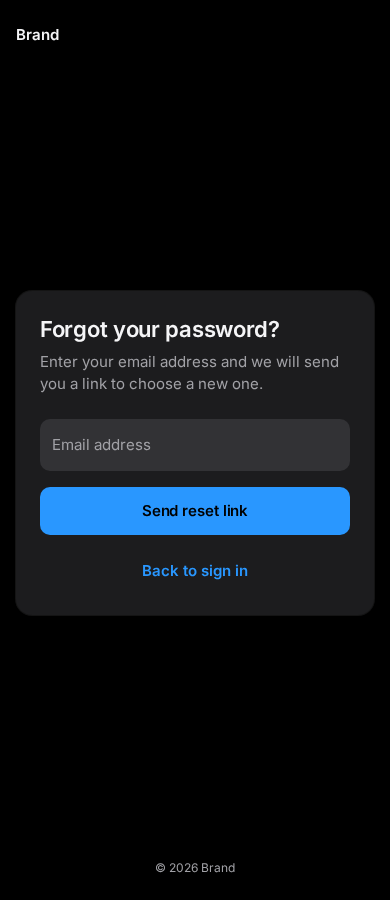 Brand
Forgot your password?
Enter your email address and we will send
you a link to choose a new one.
Email address
Send reset link
Back to sign in
© 2026 Brand